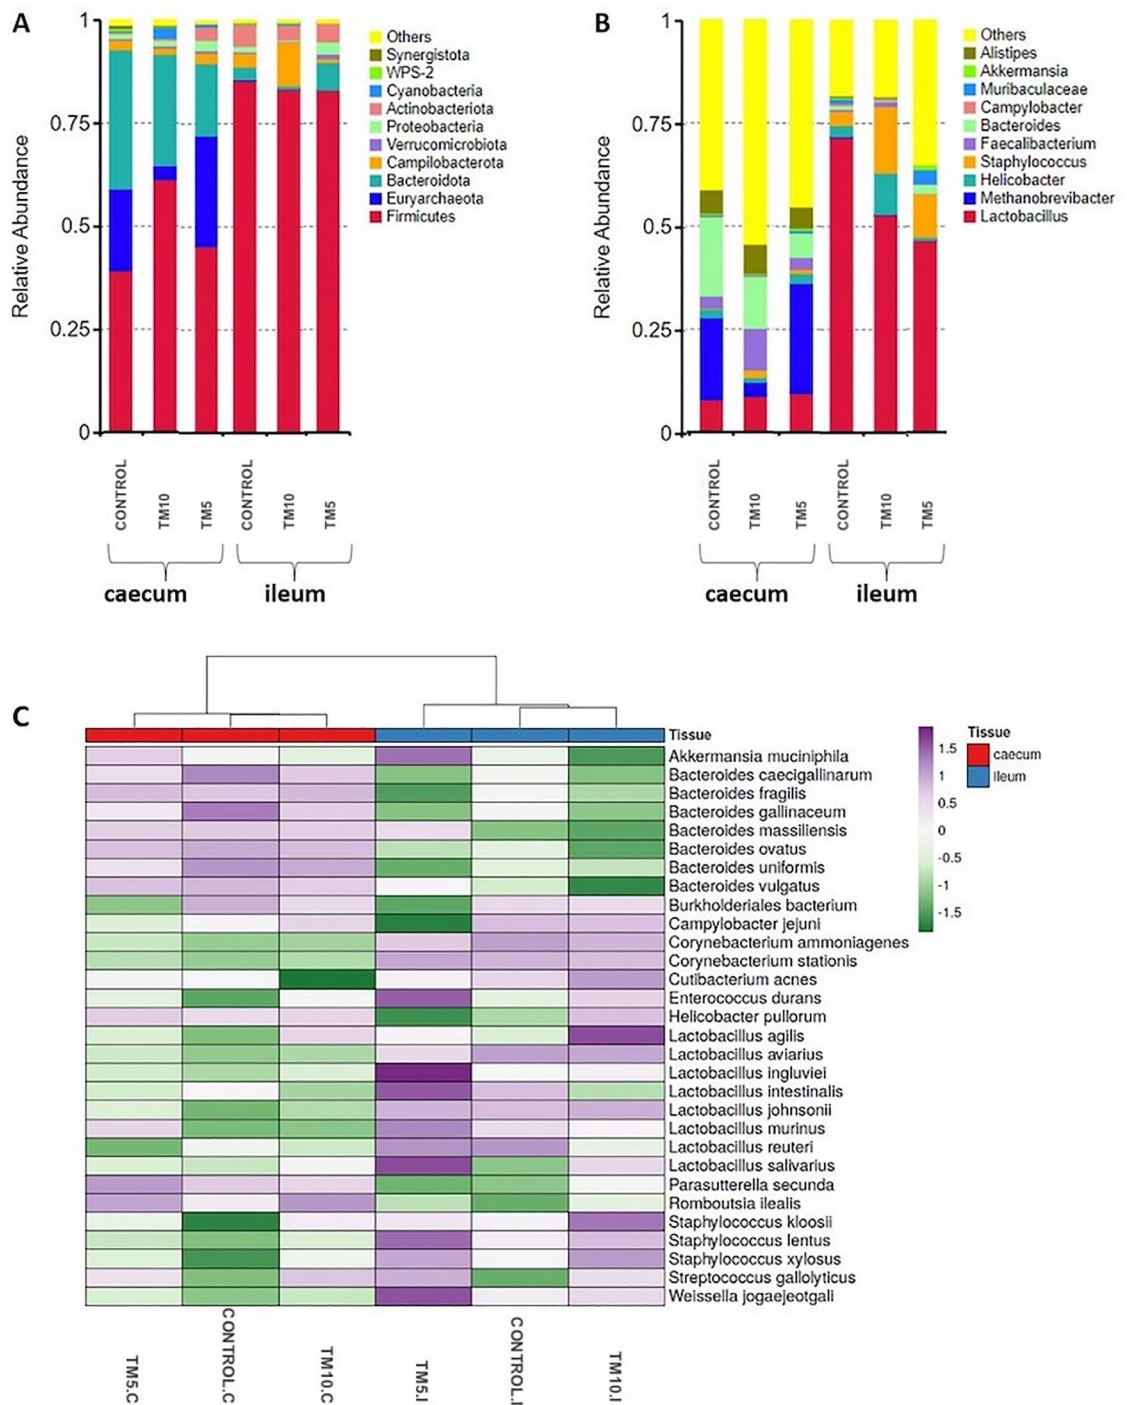 A
1
0.75
0.5
0.25
0
Relative Abundance
Others
Synergistota
WPS-2
Cyanobacteria
Actinobacteriota
Proteobacteria
Verrucomicrobiota
Campilobacterota
Bacteroidota
Euryarchaeota
Firmicutes
CONTROL
TM10
TM5
CONTROL
TM10
TM5
caecum
ileum
B
1
0.75
0.5
0.25
0
Relative Abundance
Others
Alistipes
Akkermansia
Muribaculaceae
Campylobacter
Bacteroides
Faecalibacterium
Staphylococcus
Helicobacter
Methanobrevibacter
Lactobacillus
CONTROL
TM10
TM5
CONTROL
TM10
TM5
caecum
ileum
C
Tissue
Akkermansia muciniphila
Bacteroides caecigallinarum
Bacteroides fragilis
Bacteroides gallinaceum
Bacteroides massiliensis
Bacteroides ovatus
Bacteroides uniformis
Bacteroides vulgatus
Burkholderiales bacterium
Campylobacter jejuni
Corynebacterium ammoniagenes
Corynebacterium stationis
Cutibacterium acnes
Enterococcus durans
Helicobacter pullorum
Lactobacillus agilis
Lactobacillus aviarius
Lactobacillus ingluviei
Lactobacillus intestinalis
Lactobacillus johnsonii
Lactobacillus murinus
Lactobacillus reuteri
Lactobacillus salivarius
Parasutterella secunda
Romboutsia ilealis
Staphylococcus kloosii
Staphylococcus lentus
Staphylococcus xylosus
Streptococcus gallolyticus
Weissella jogaejeotgali
1.5
1
0.5
0
-0.5
-1
-1.5
Tissue
caecum
Ileum
TM5.C
CONTROL.C
TM10.C
TM5.I
CONTROL.I
TM10.I